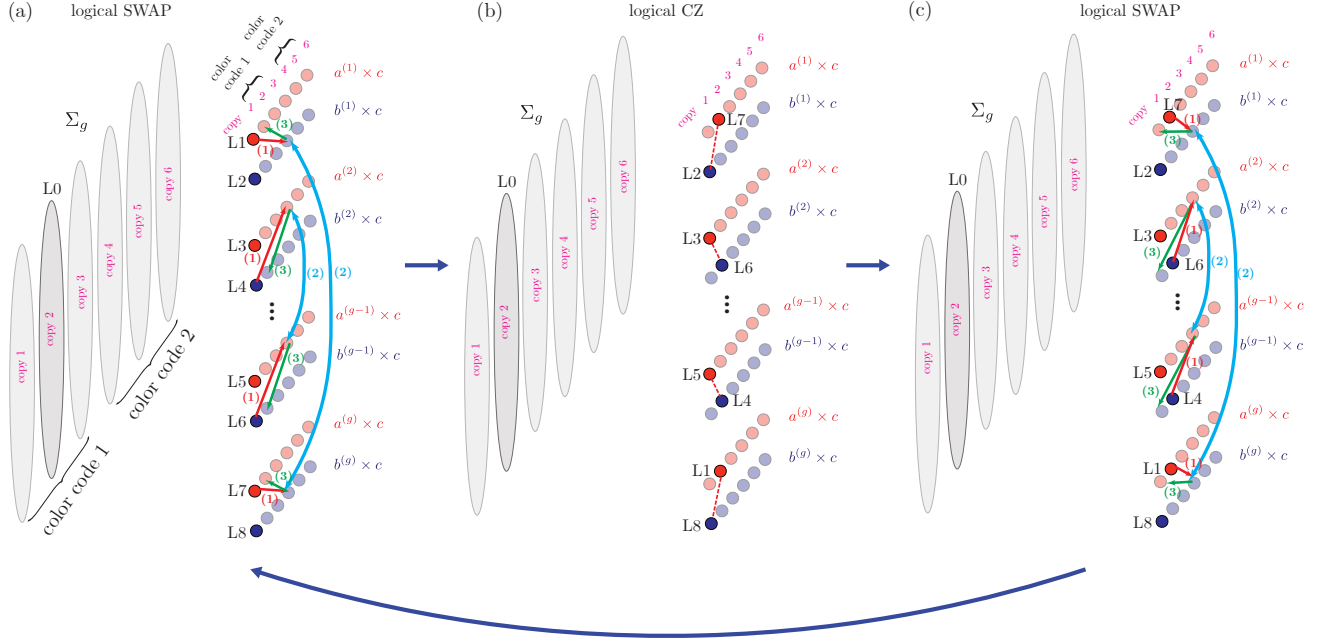 (a)
logical SWAP
Σg
L0
copy 1
copy 2
copy 3
copy 4
copy 5
copy 6
color code 1
color code 2
color code 1
color code 2
copy 1 2 3 4 5 6
a(1) × c
b(1) × c
L1
(3)
(1)
L2
a(2) × c
b(2) × c
L3
(1)
(3)
L4
(2)
(2)
a(g−1) × c
b(g−1) × c
L5
(3)
(1)
L6
a(g) × c
b(g) × c
L7
(3)
(1)
L8
(b)
logical CZ
Σg
L0
copy 1
copy 2
copy 3
copy 4
copy 5
copy 6
copy 1 2 3 4 5 6
a(1) × c
b(1) × c
L7
L2
a(2) × c
b(2) × c
L3
L6
a(g−1) × c
b(g−1) × c
L5
L4
a(g) × c
b(g) × c
L1
L8
(c)
logical SWAP
Σg
L0
copy 1
copy 2
copy 3
copy 4
copy 5
copy 6
copy 1 2 3 4 5 6
a(1) × c
b(1) × c
L7
(1)
(3)
L2
a(2) × c
b(2) × c
L3
(1)
(3)
L6
(2)
(2)
a(g−1) × c
b(g−1) × c
L5
(1)
(3)
L4
a(g) × c
b(g) × c
L1
(1)
(3)
L8